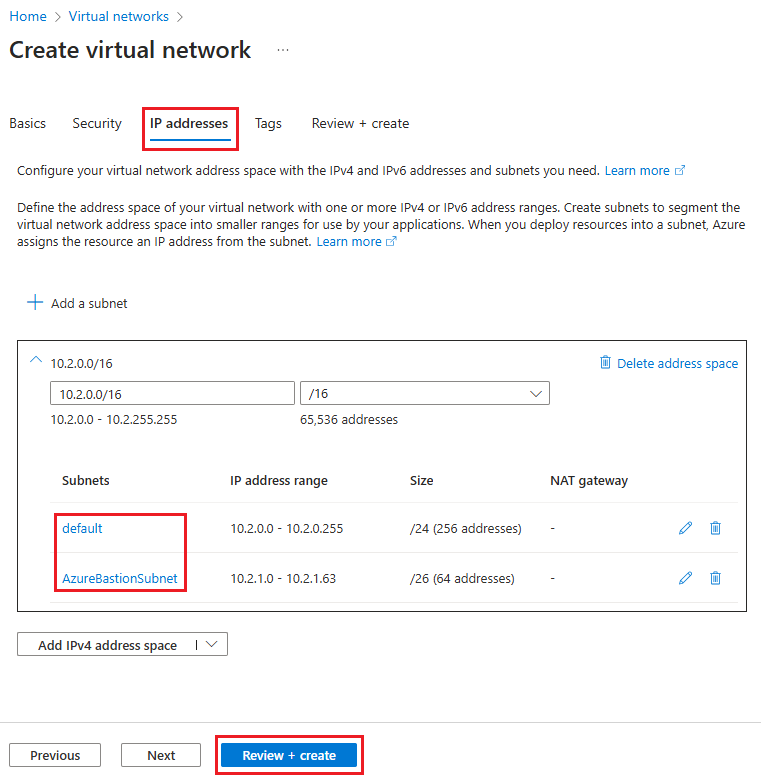 Home > Virtual networks >
Create virtual network ...
Basics Security IP addresses Tags Review + create
Configure your virtual network address space with the IPv4 and IPv6 addresses and subnets you need. Learn more
Define the address space of your virtual network with one or more IPv4 or IPv6 address ranges. Create subnets to segment the
virtual network address space into smaller ranges for use by your applications. When you deploy resources into a subnet, Azure
assigns the resource an IP address from the subnet. Learn more
Add a subnet
10.2.0.0/16 Delete address space
10.2.0.0/16 /16
10.2.0.0 - 10.2.255.255 65,536 addresses
Subnets IP address range Size NAT gateway
default 10.2.0.0 - 10.2.0.255 /24 (256 addresses) -
AzureBastionSubnet 10.2.1.0 - 10.2.1.63 /26 (64 addresses) -
Add IPv4 address space
Previous Next Review + create